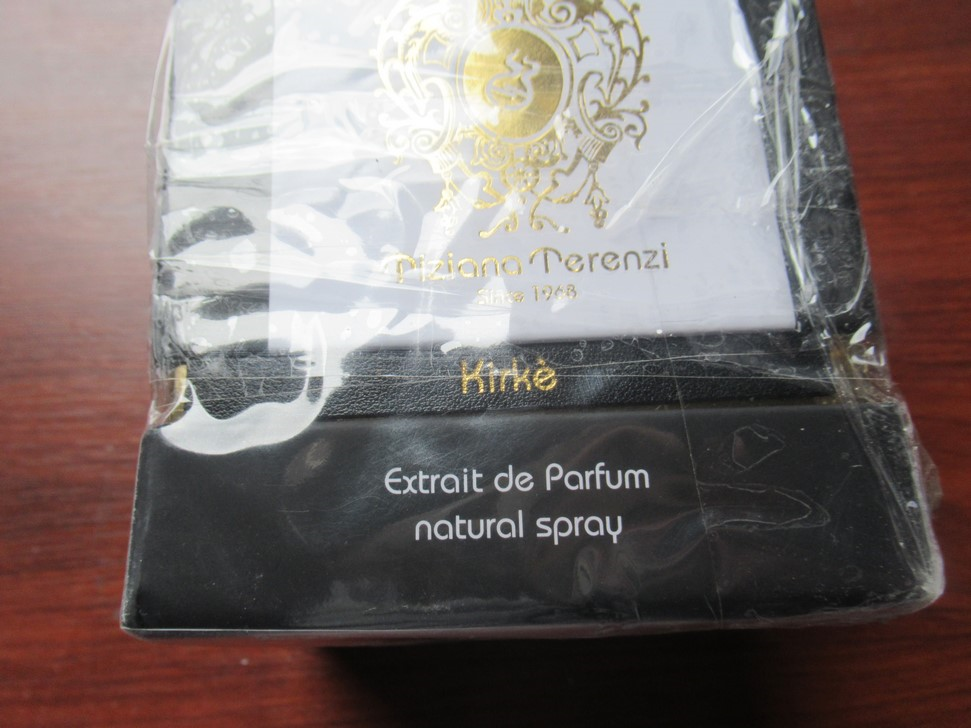 Tiziana Terenzi
Since 1968
Kirkè
Extrait de Parfum
natural spray